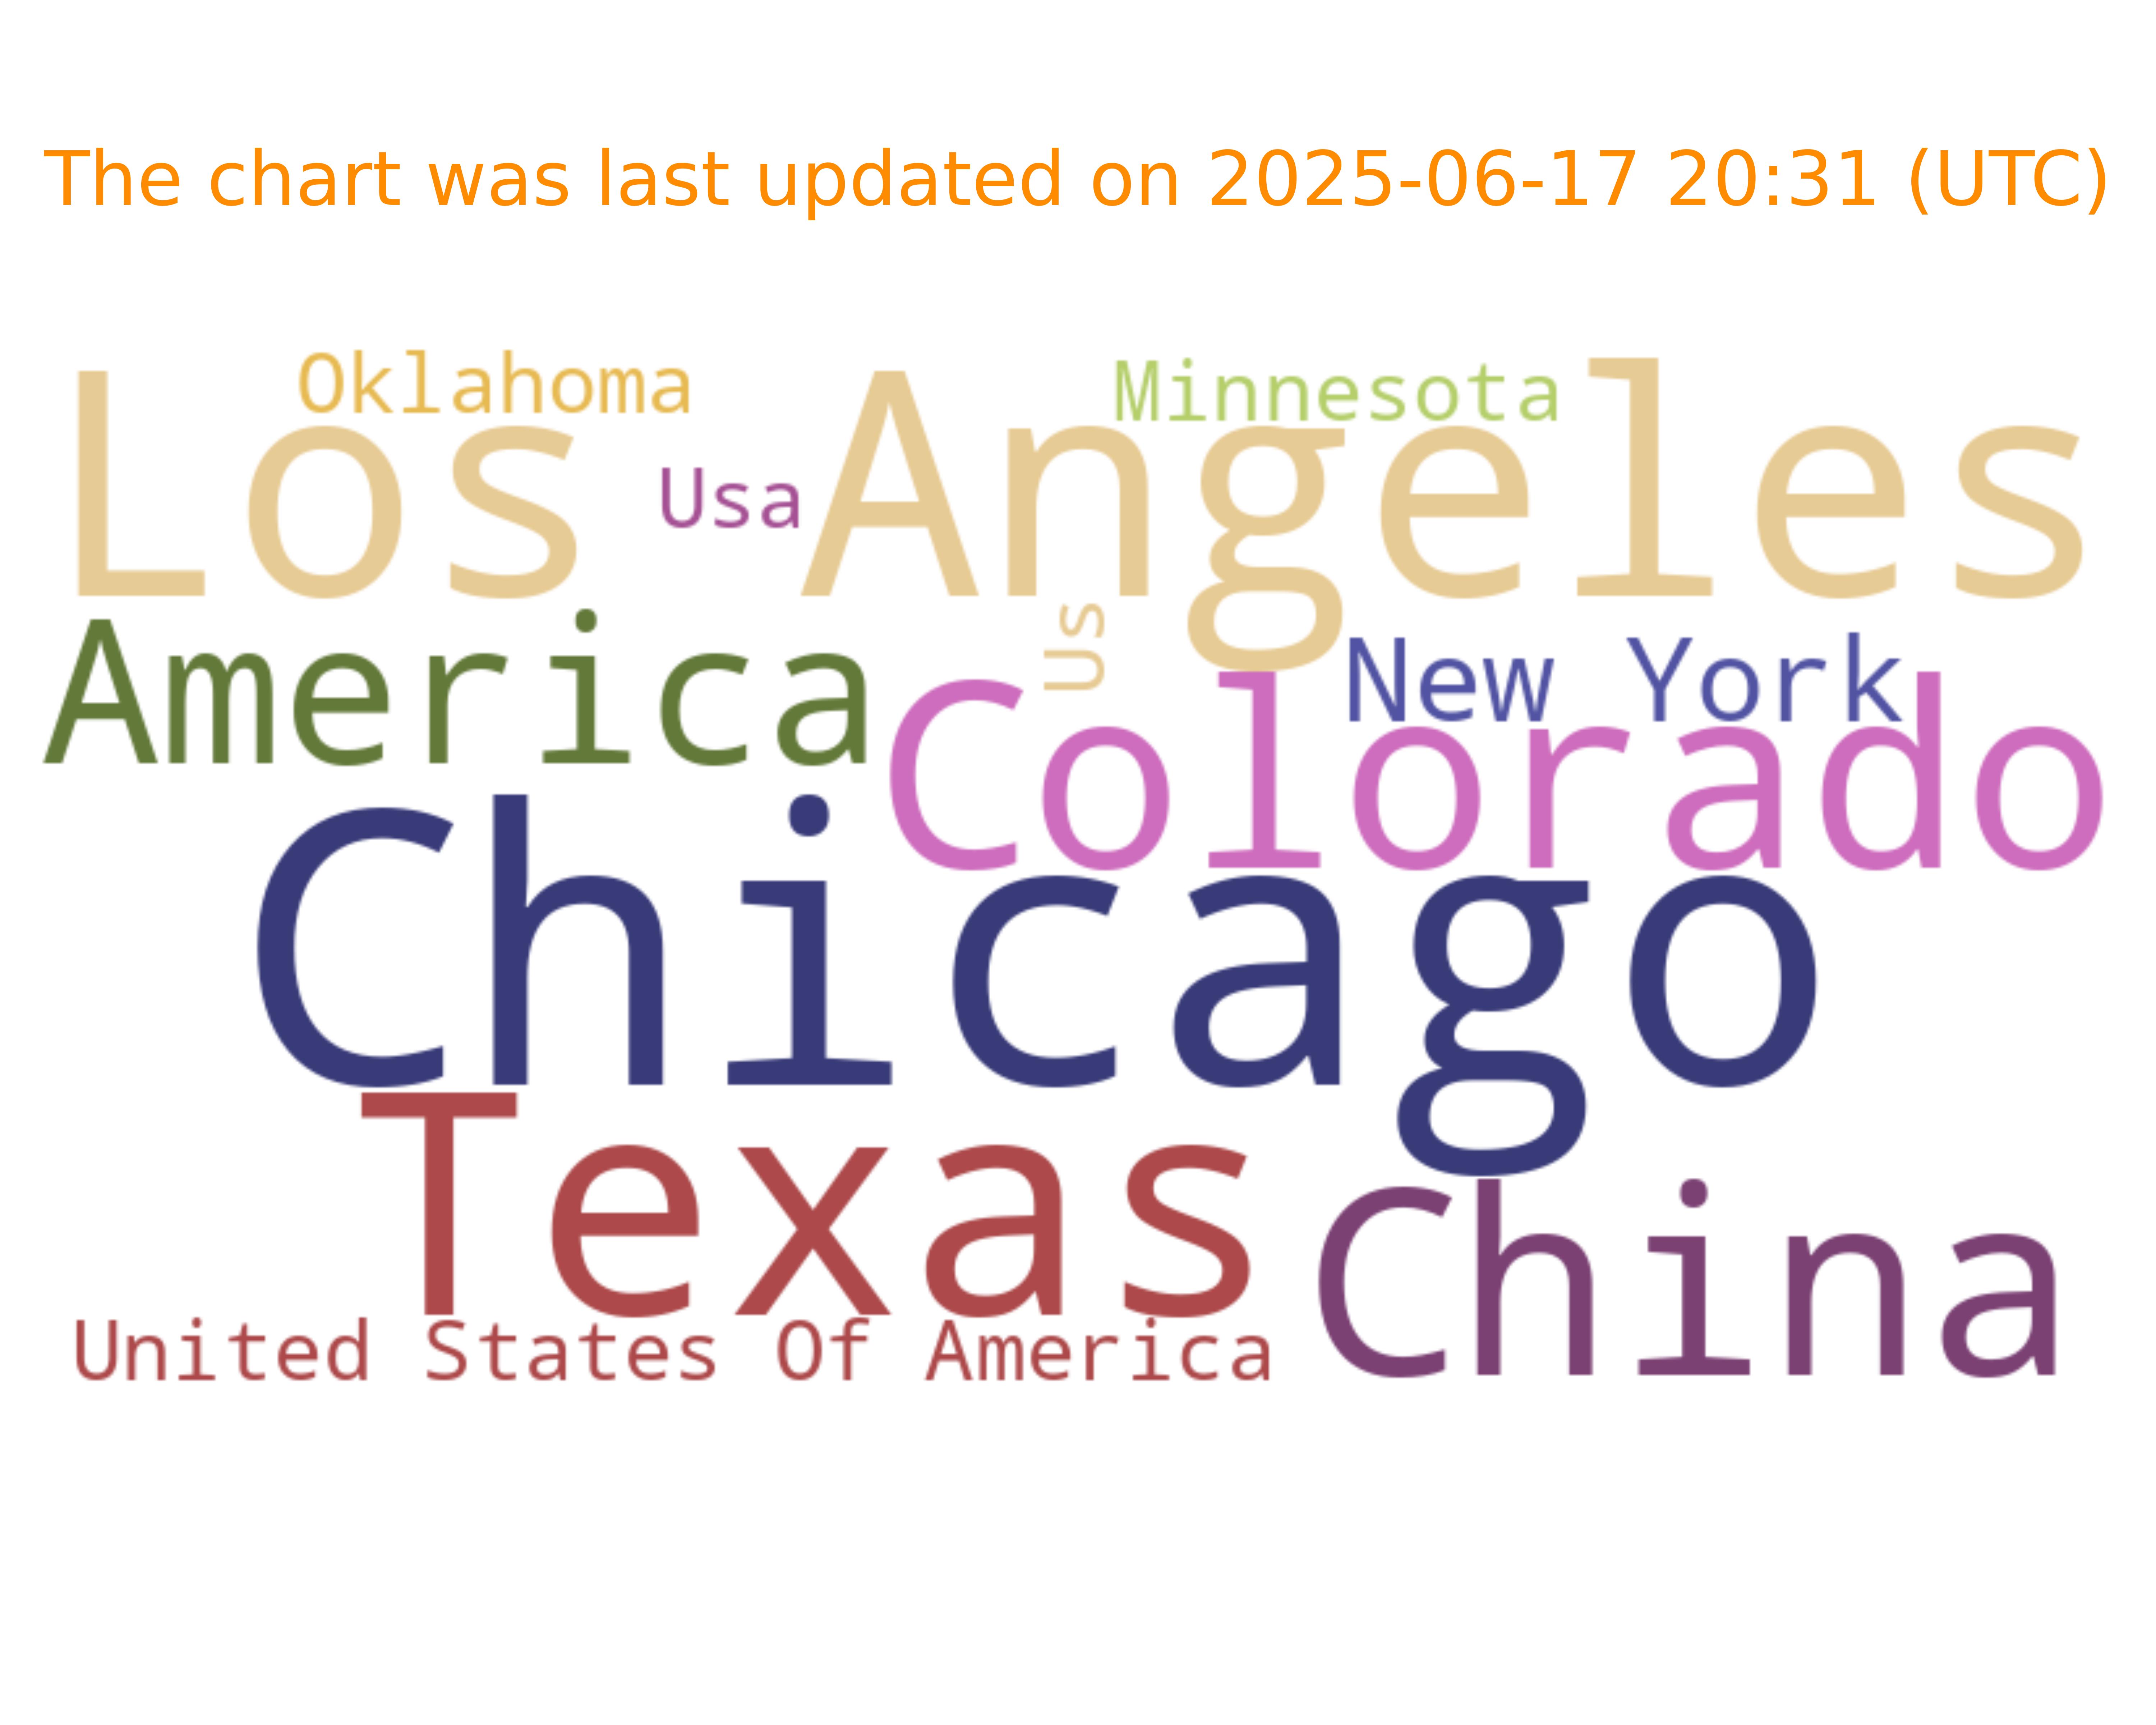 The chart was last updated on 2025-06-17 20:31 (UTC)
Oklahoma
Minnesota
Los Angeles
Usa
Us
America
New York
Colorado
Chicago
Texas
China
United States Of America